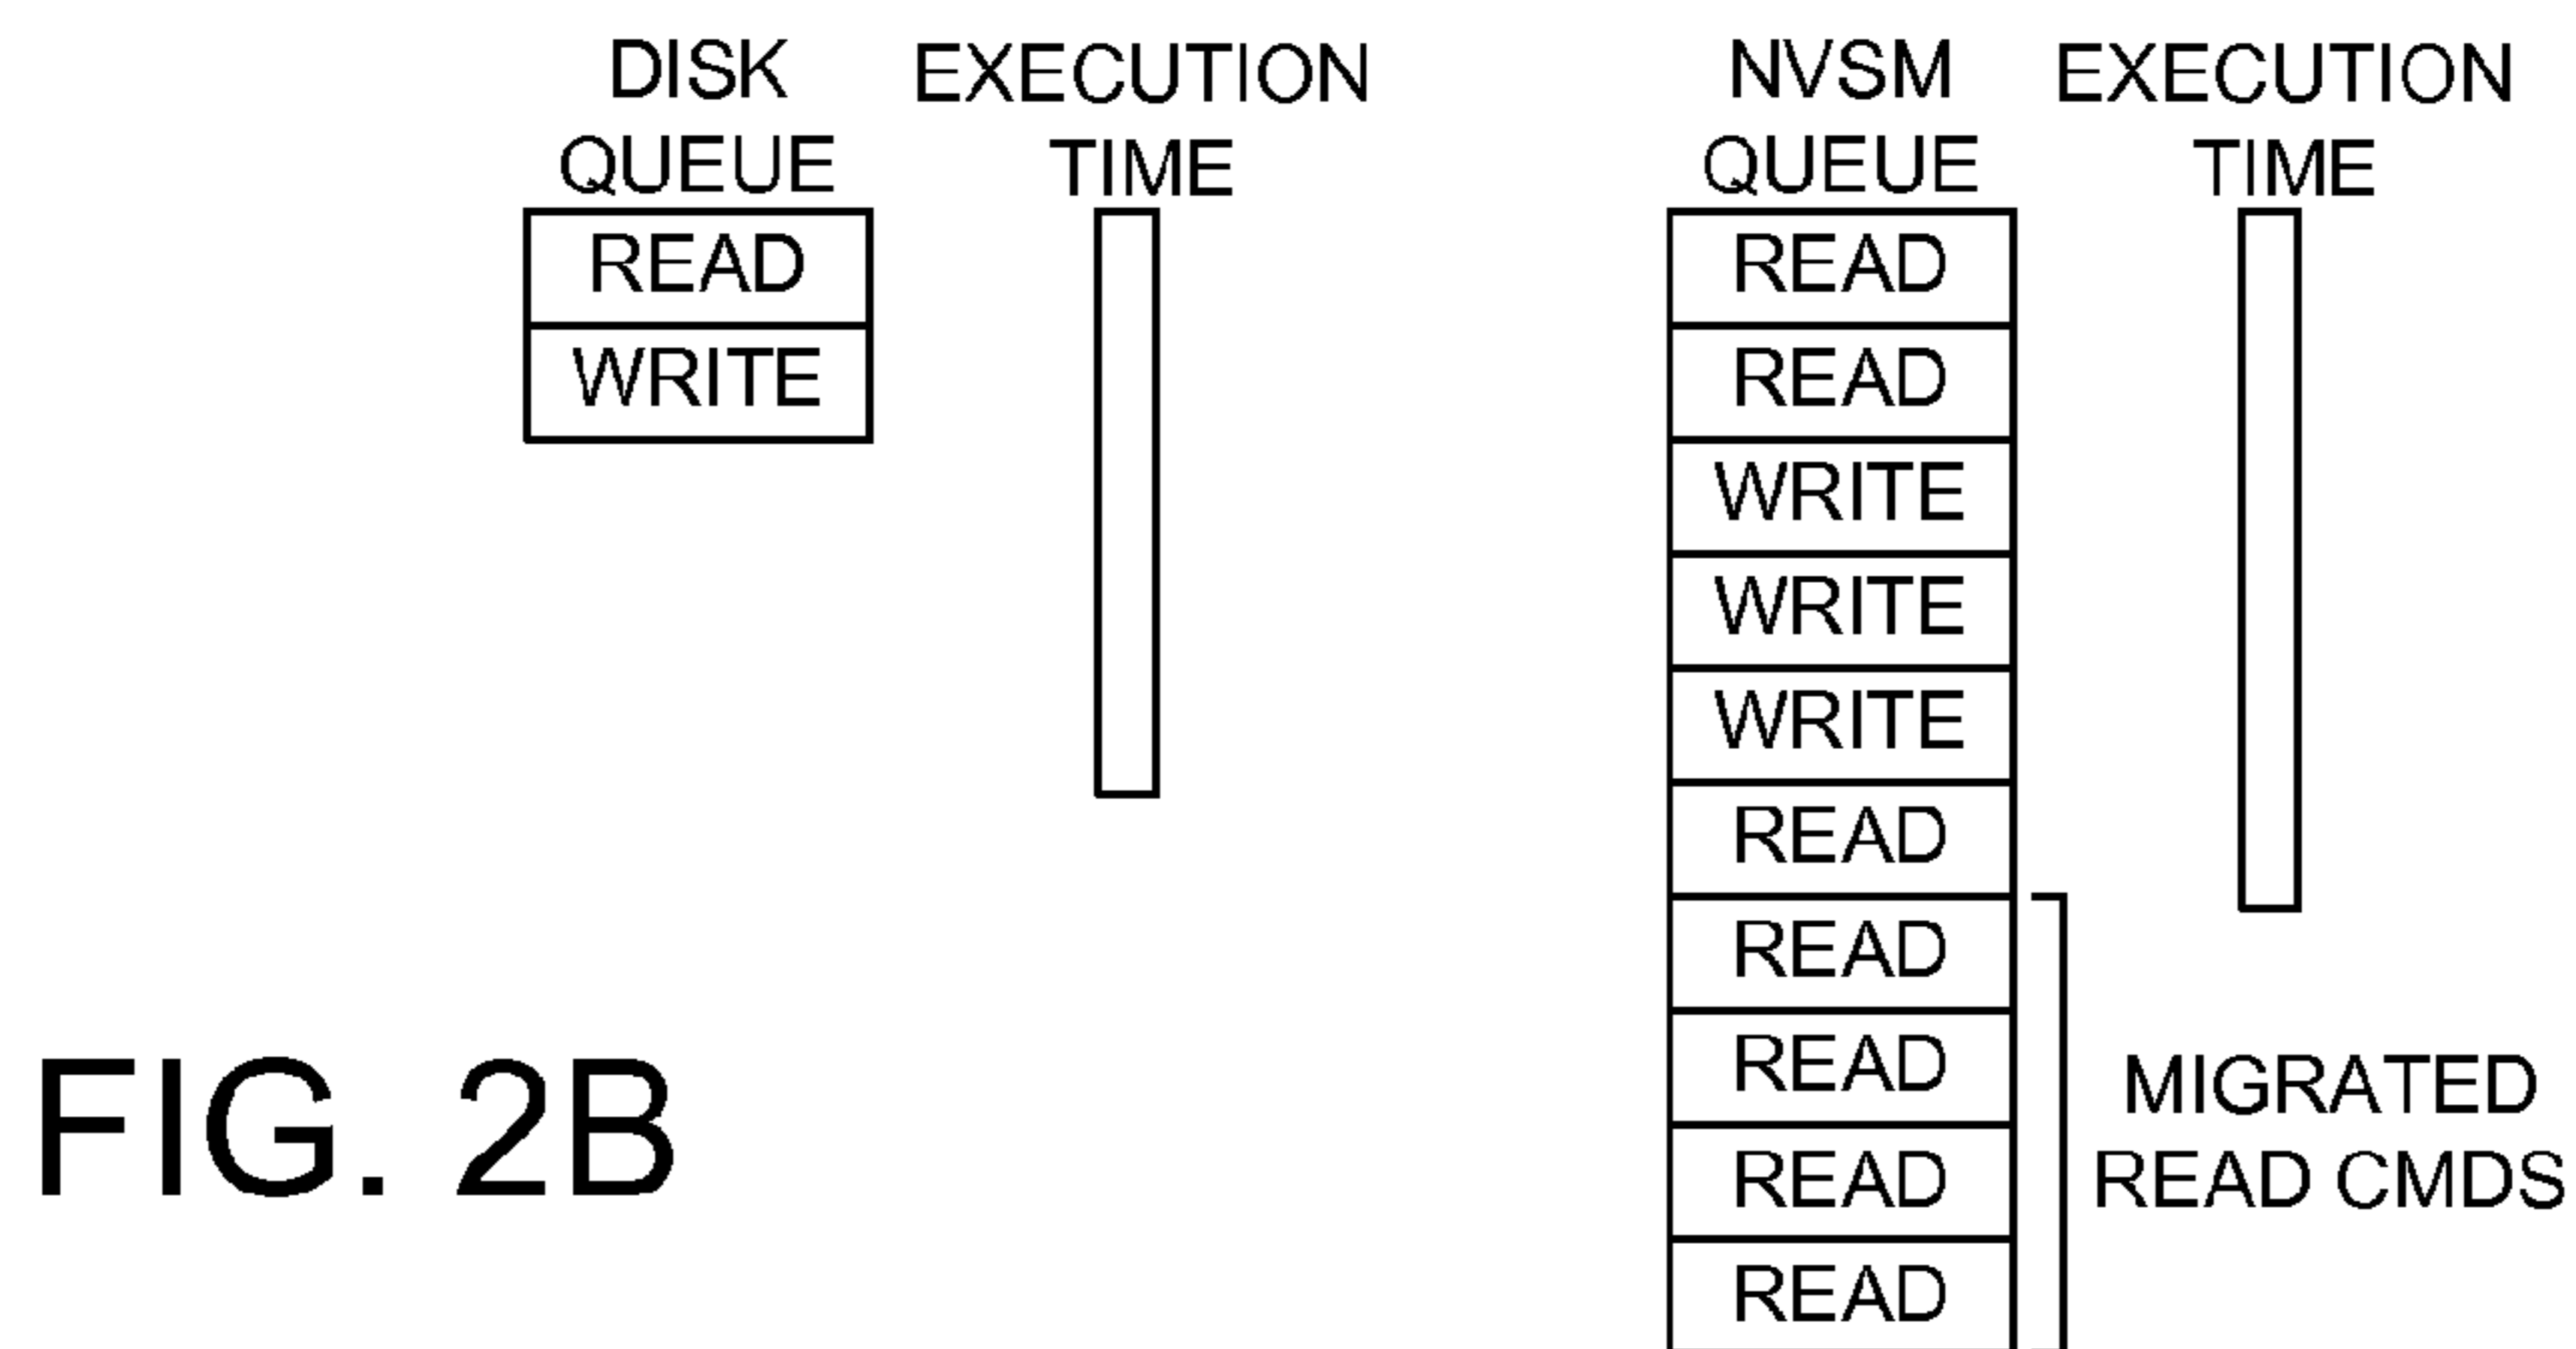 DISK
QUEUE
EXECUTION
TIME
READ
WRITE
NVSM
QUEUE
EXECUTION
TIME
READ
READ
WRITE
WRITE
WRITE
READ
READ
READ
READ
READ
MIGRATED
READ CMDS
FIG. 2B